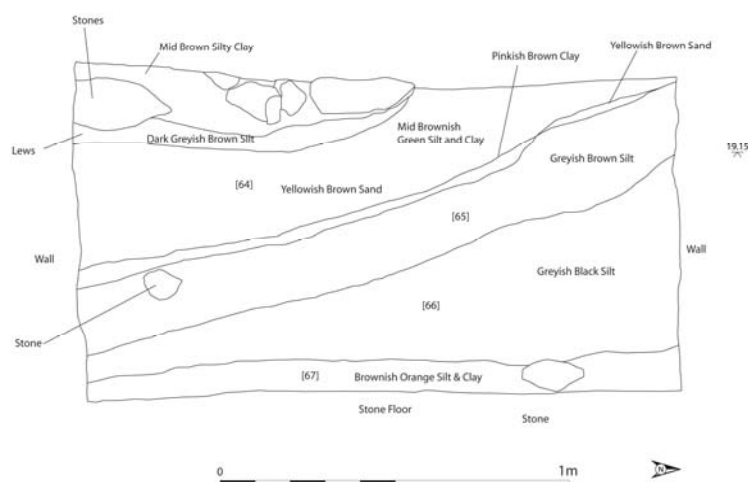 Stones
Mid Brown Silty Clay
Yellowish Brown Sand
Pinkish Brown Clay
Mid Brownish
Green Silt and Clay
Dark Greyish Brown Silt
Lews
19.15
Greyish Brown Silt
[64]
Yellowish Brown Sand
[65]
Wall
Wall
Greyish Black Silt
[66]
Stone
[67]
Brownish Orange Silt & Clay
Stone Floor
Stone
0
1m
N